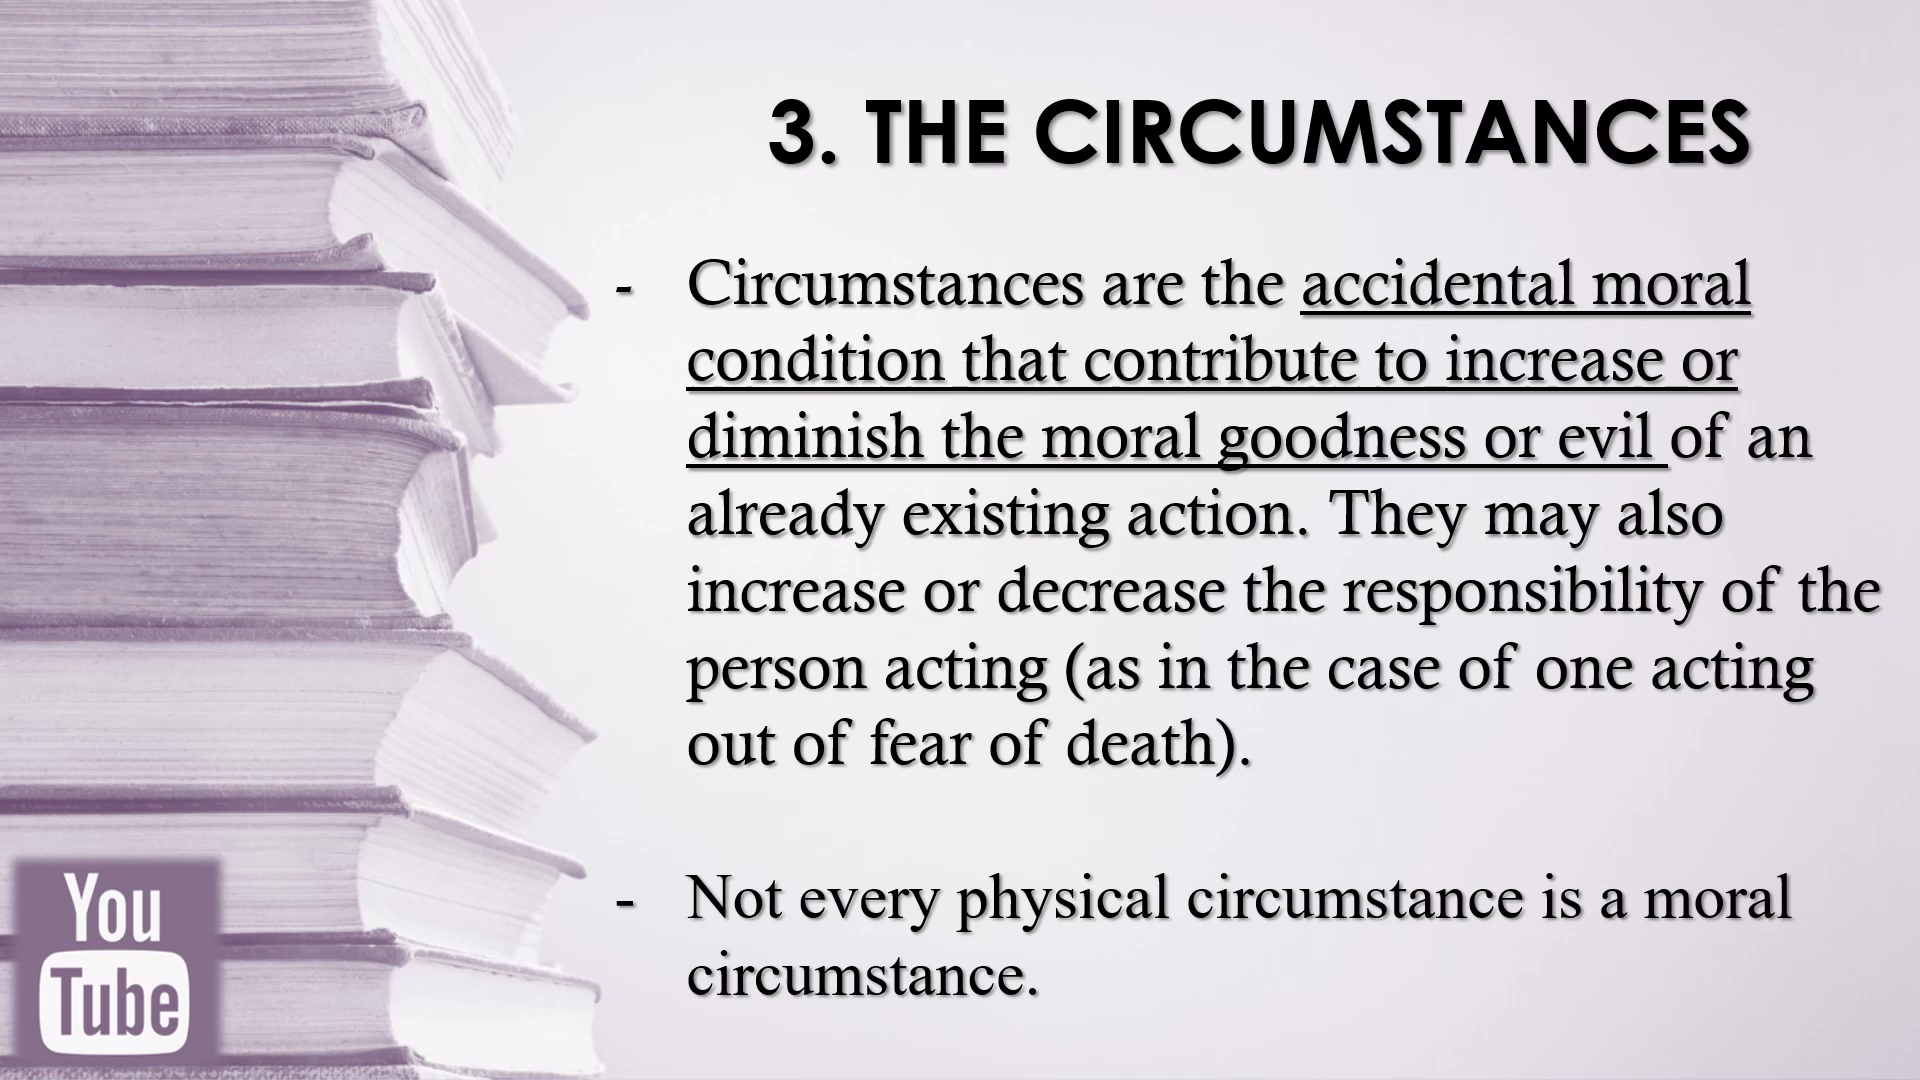 3. THE CIRCUMSTANCES
- Circumstances are the accidental moral
condition that contribute to increase or
diminish the moral goodness or evil of an
already existing action. They may also
increase or decrease the responsibility of the
person acting (as in the case of one acting
out of fear of death).
- Not every physical circumstance is a moral
circumstance.
You
Tube